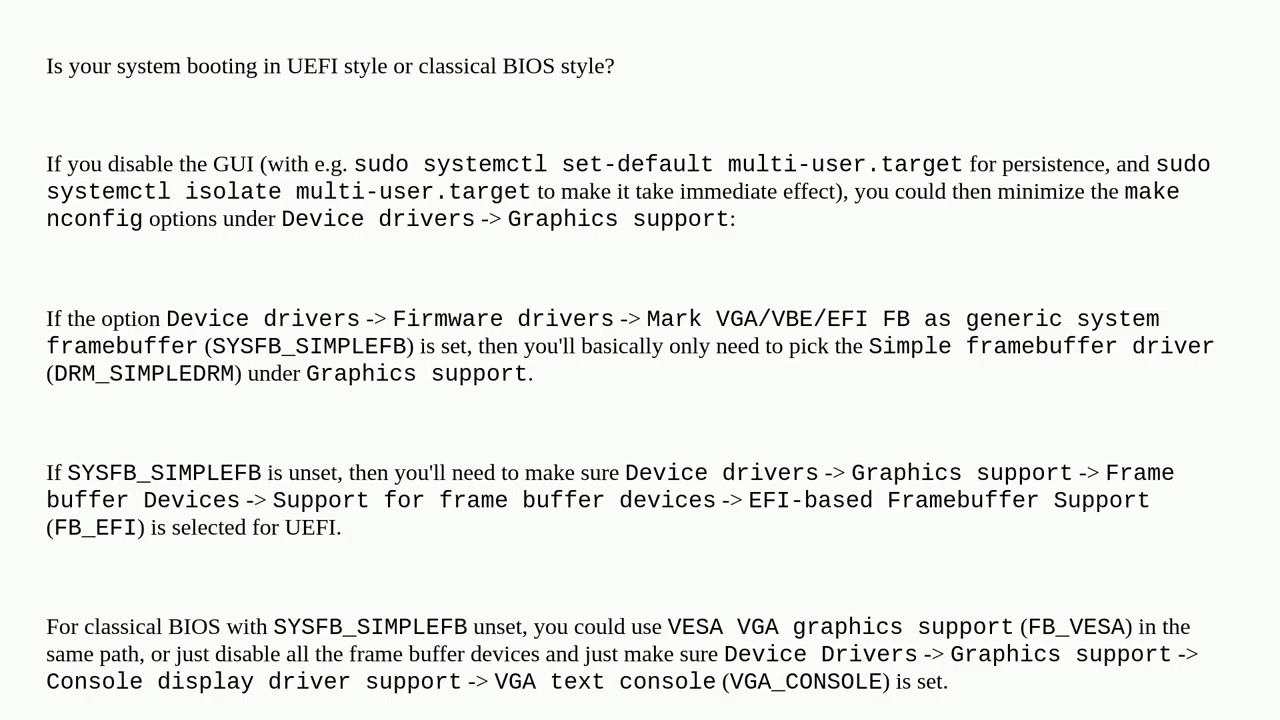 Is your system booting in UEFI style or classical BIOS style?
If you disable the GUI (with e.g. sudo systemctl set-default multi-user.target for persistence, and sudo
systemctl isolate multi-user.target to make it take immediate effect), you could then minimize the make
nconfig options under Device drivers -> Graphics support:
If the option Device drivers -> Firmware drivers -> Mark VGA/VBE/EFI FB as generic system
framebuffer (SYSFB_SIMPLEFB) is set, then you'll basically only need to pick the Simple framebuffer driver
(DRM_SIMPLEDRM) under Graphics support.
If SYSFB_SIMPLEFB is unset, then you'll need to make sure Device drivers -> Graphics support -> Frame
buffer Devices -> Support for frame buffer devices -> EFI-based Framebuffer Support
(FB_EFI) is selected for UEFI.
For classical BIOS with SYSFB_SIMPLEFB unset, you could use VESA VGA graphics support (FB_VESA) in the
same path, or just disable all the frame buffer devices and just make sure Device Drivers -> Graphics support ->
Console display driver support -> VGA text console (VGA_CONSOLE) is set.